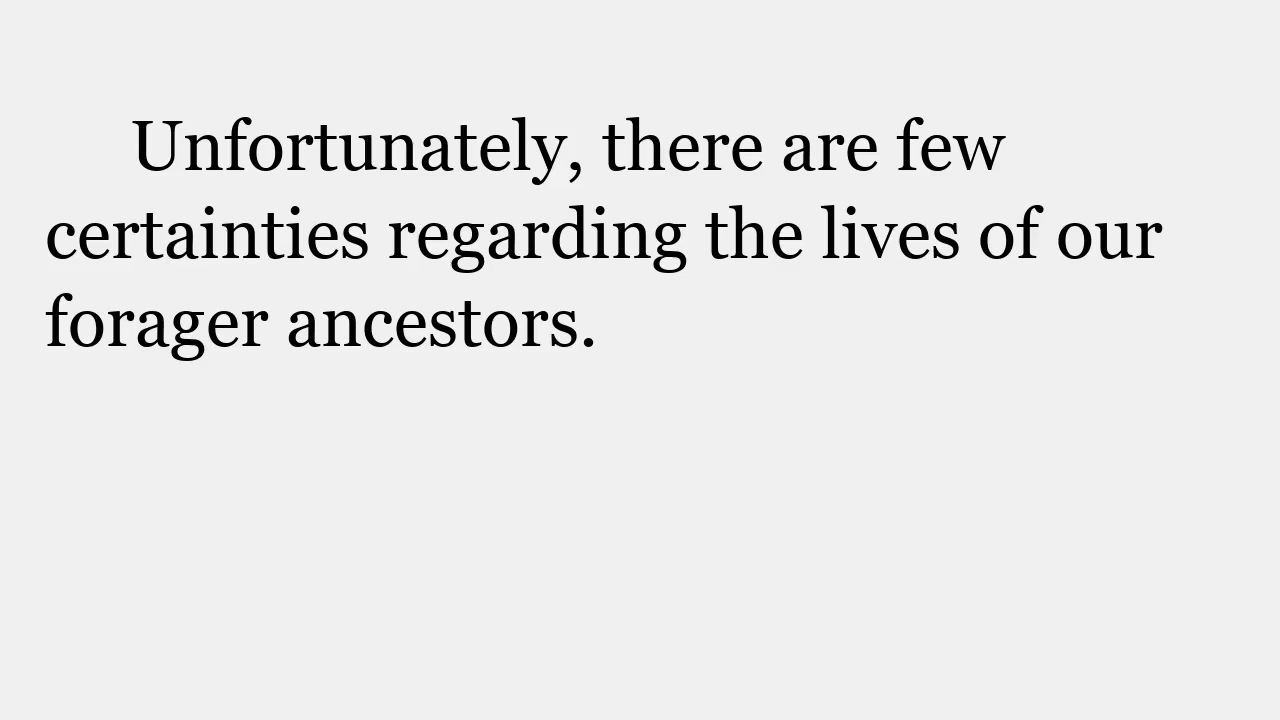 Unfortunately, there are few
certainties regarding the lives of our
forager ancestors.